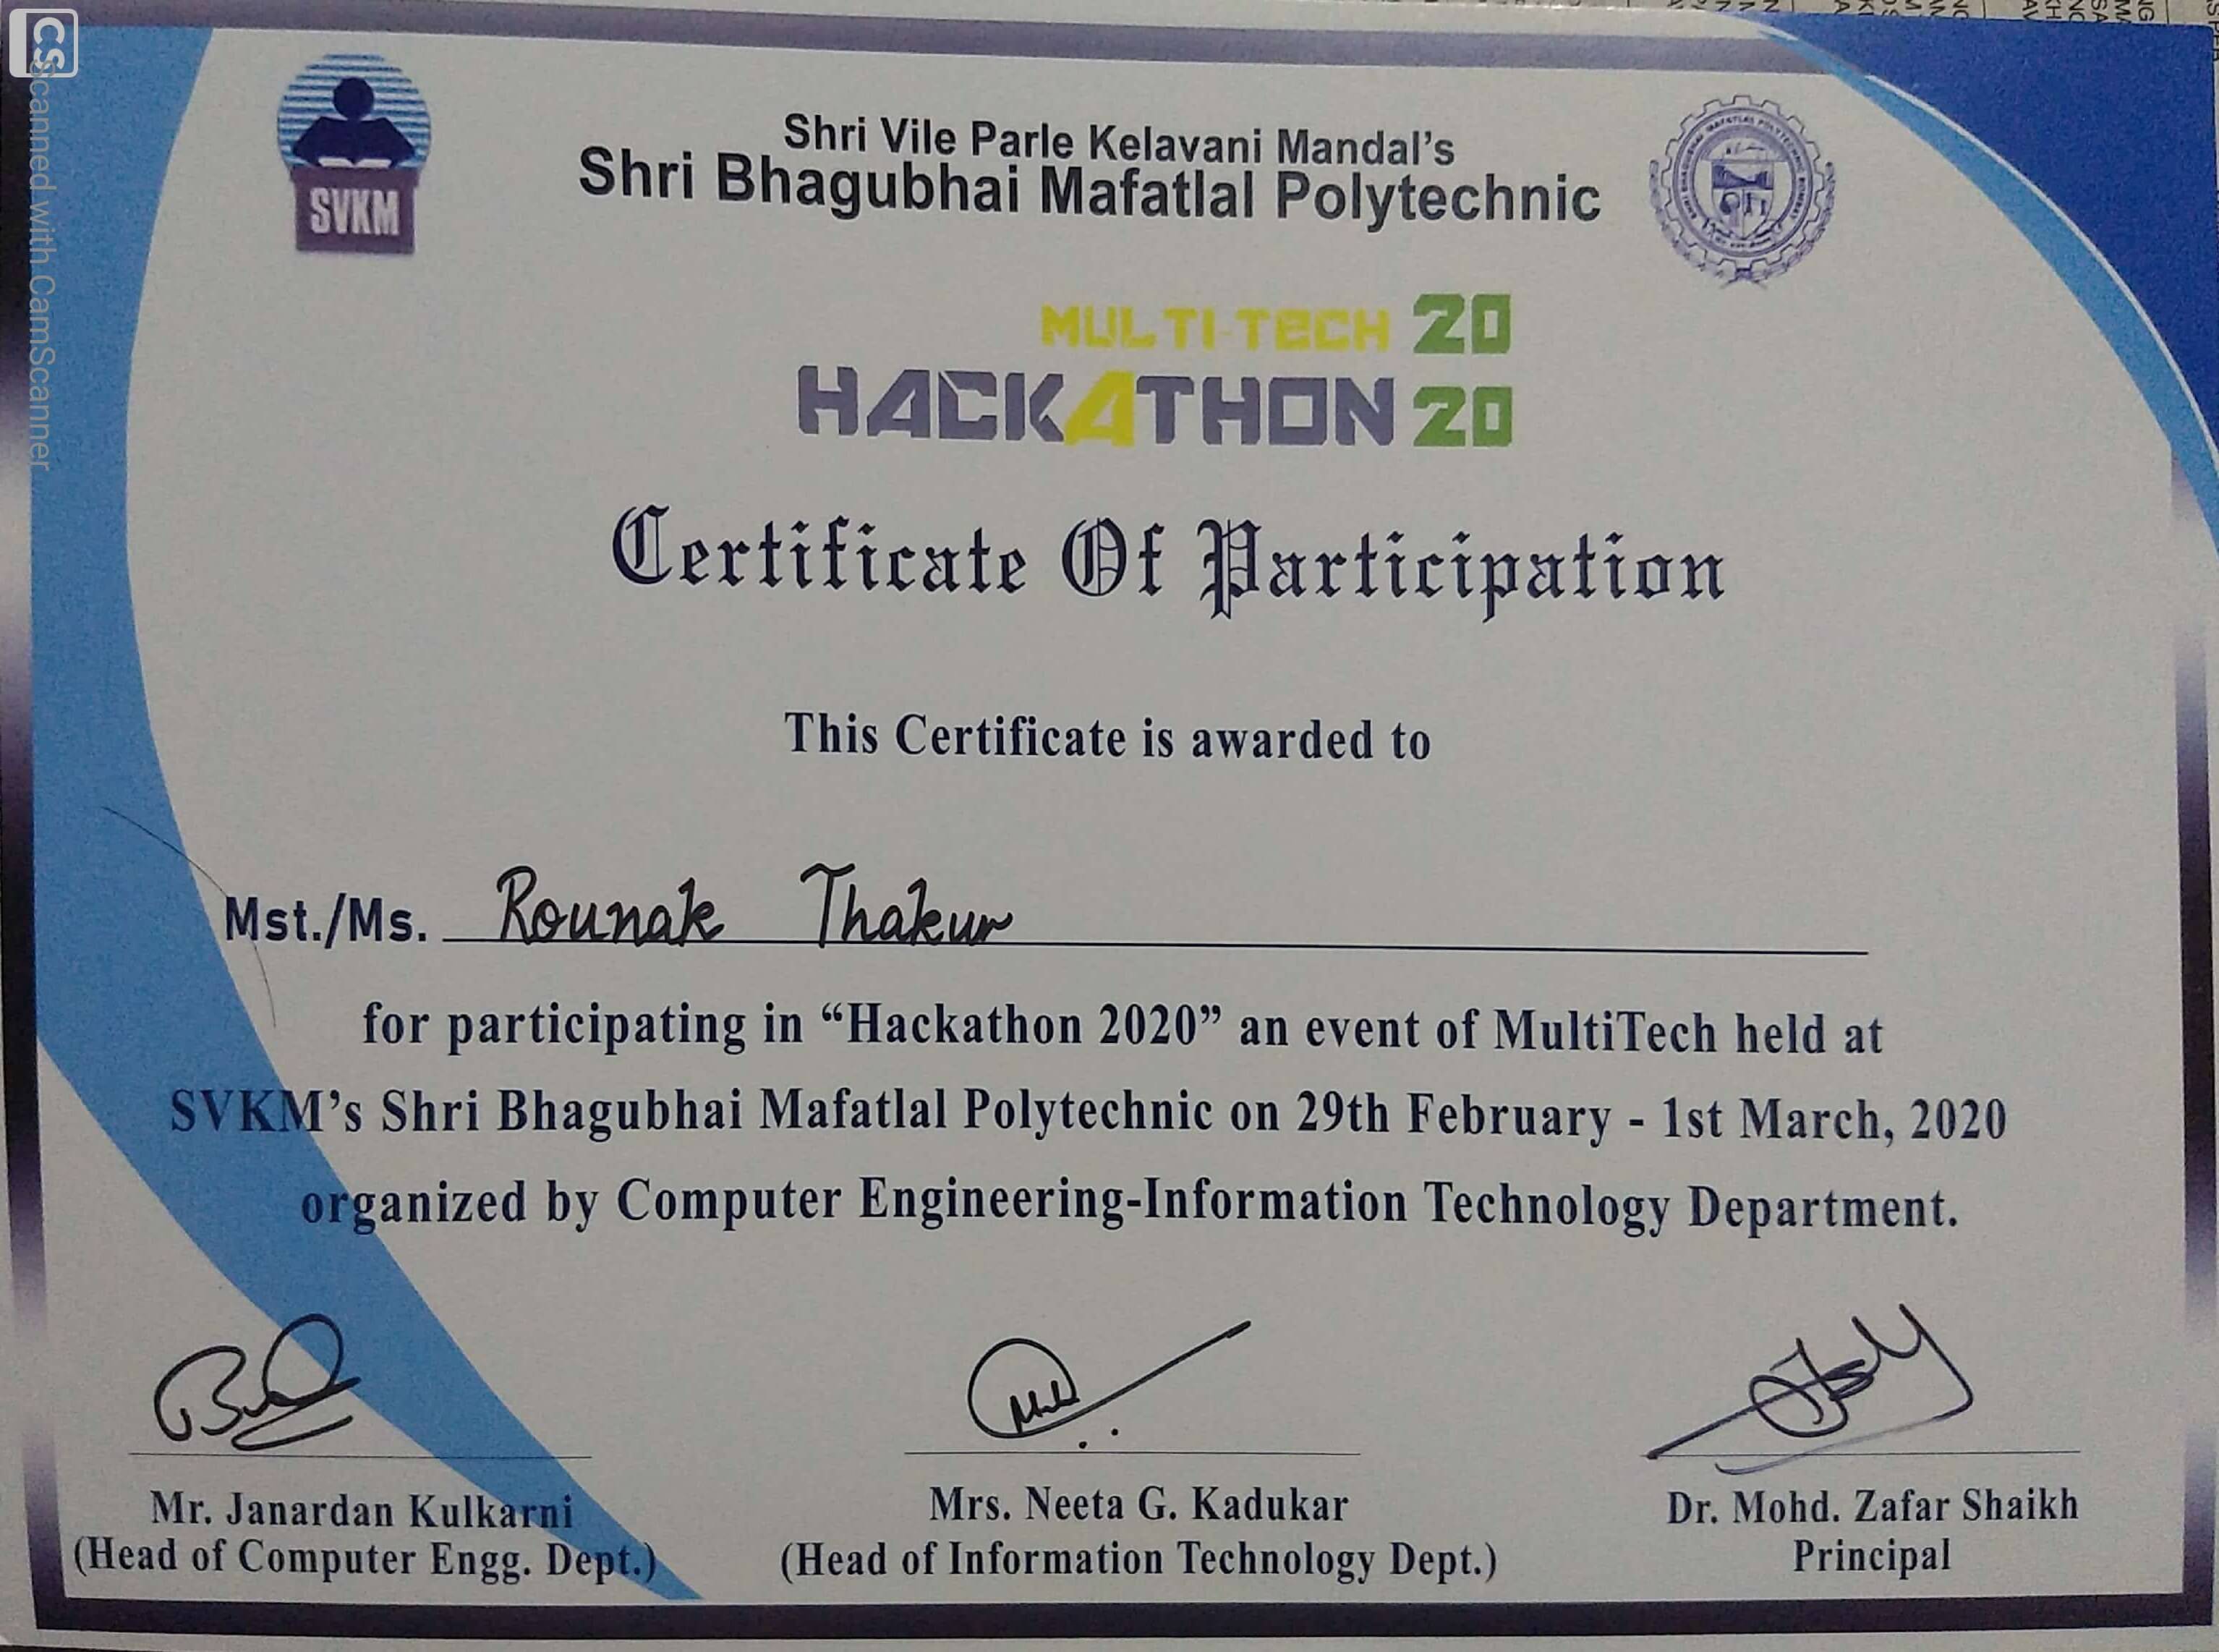 CS
Scanned with CamScanner
SVKM
Shri Vile Parle Kelavani Mandal's
Shri Bhagubhai Mafatlal Polytechnic
MULTI-TECH 20
HACKATHON 20
Certificate Of Participation
This Certificate is awarded to
Mst./Ms. Rounak Thakur
for participating in “Hackathon 2020” an event of MultiTech held at
SVKM’s Shri Bhagubhai Mafatlal Polytechnic on 29th February - 1st March, 2020
organized by Computer Engineering-Information Technology Department.
Mr. Janardan Kulkarni
(Head of Computer Engg. Dept.)
Mrs. Neeta G. Kadukar
(Head of Information Technology Dept.)
Dr. Mohd. Zafar Shaikh
Principal